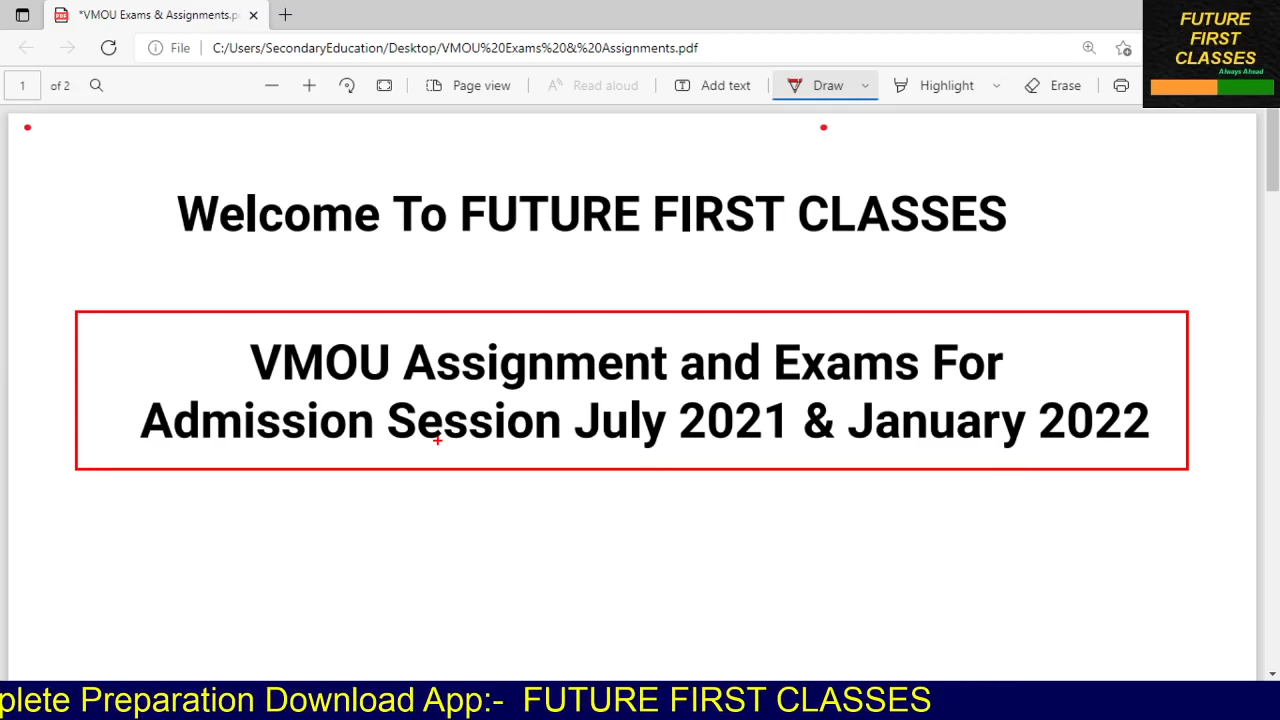 *VMOU Exams & Assignments.p
File
C:/Users/SecondaryEducation/Desktop/VMOU%20Exams%20&%20Assignments.pdf
1 of 2
Page view
Read aloud
Add text
Draw
Highlight
Erase
FUTURE
FIRST
CLASSES
Always Ahead
Welcome To FUTURE FIRST CLASSES
VMOU Assignment and Exams For
Admission Session July 2021 & January 2022
plete Preparation Download App:- FUTURE FIRST CLASSES